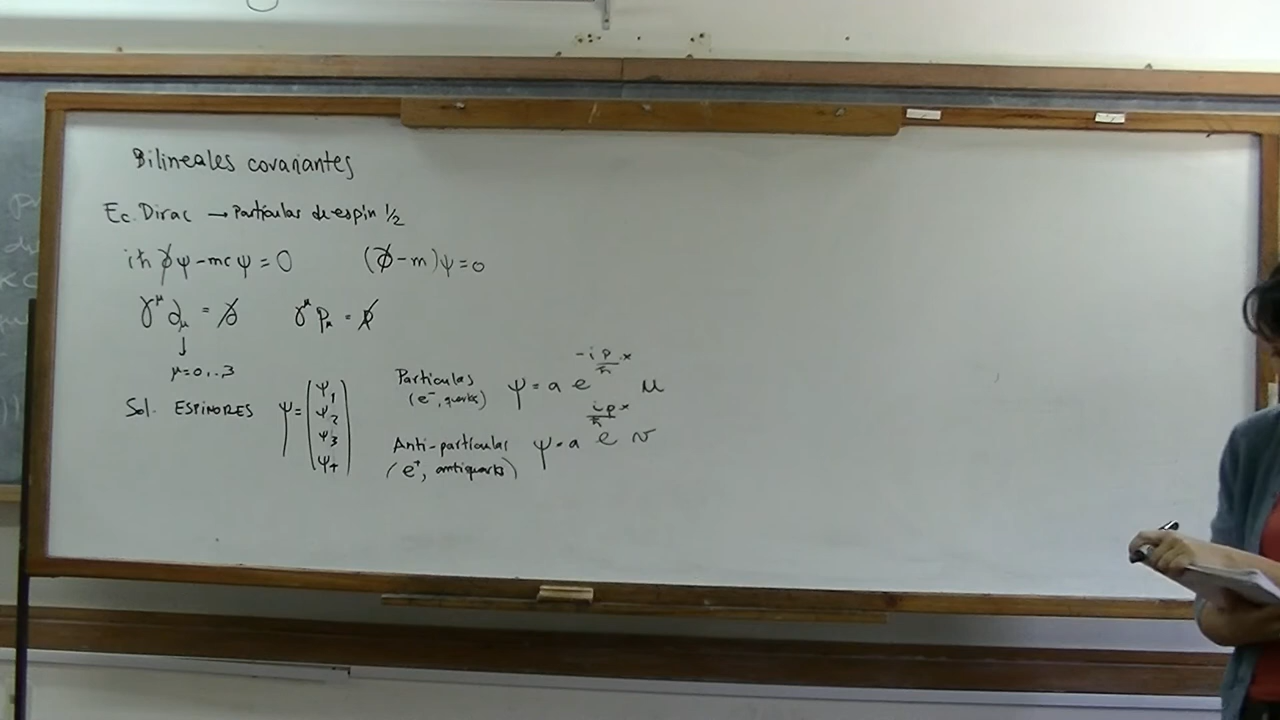 Bilineales covariantes
Ec. Dirac → Partículas de espín 1/2
iħ ∂̸ψ - mcψ = 0 (∂̸ - m)ψ = 0
γ^μ ∂_μ = ∂̸ γ^μ p_μ = p̸
↓
μ=0,..3
Sol. ESPINORES ψ = (ψ1 ψ2 ψ3 ψ4)
Partículas ψ = a e^{-i p/ħ·x} u
(e⁻, quarks)
Anti-partículas ψ = a e^{ip/ħ x} v
(e⁺, antiquarks)